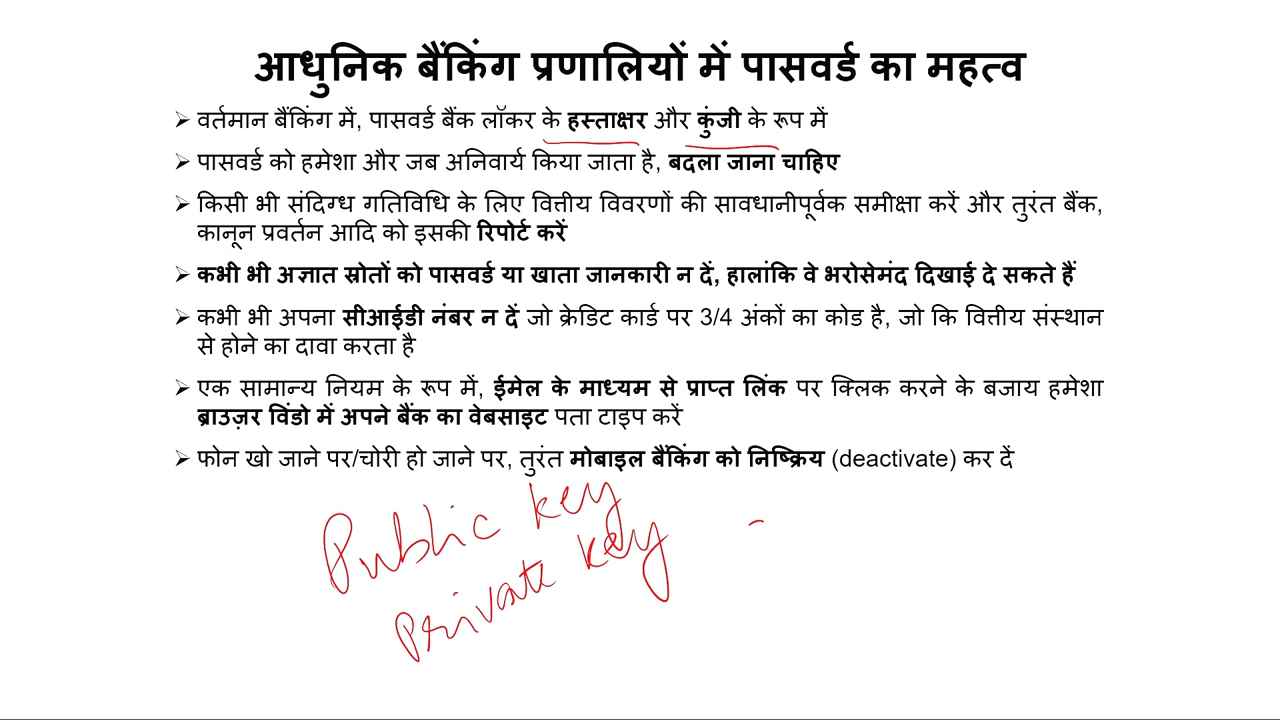 आधुनिक बैंकिंग प्रणालियों में पासवर्ड का महत्व
➢ वर्तमान बैंकिंग में, पासवर्ड बैंक लॉकर के हस्ताक्षर और कुंजी के रूप में
➢ पासवर्ड को हमेशा और जब अनिवार्य किया जाता है, बदला जाना चाहिए
➢ किसी भी संदिग्ध गतिविधि के लिए वित्तीय विवरणों की सावधानीपूर्वक समीक्षा करें और तुरंत बैंक,
कानून प्रवर्तन आदि को इसकी रिपोर्ट करें
➢ कभी भी अज्ञात स्रोतों को पासवर्ड या खाता जानकारी न दें, हालांकि वे भरोसेमंद दिखाई दे सकते हैं
➢ कभी भी अपना सीआईडी नंबर न दें जो क्रेडिट कार्ड पर 3/4 अंकों का कोड है, जो कि वित्तीय संस्थान
से होने का दावा करता है
➢ एक सामान्य नियम के रूप में, ईमेल के माध्यम से प्राप्त लिंक पर क्लिक करने के बजाय हमेशा
ब्राउज़र विंडो में अपने बैंक का वेबसाइट पता टाइप करें
➢ फोन खो जाने पर/चोरी हो जाने पर, तुरंत मोबाइल बैंकिंग को निष्क्रिय (deactivate) कर दें
Public key
Private key